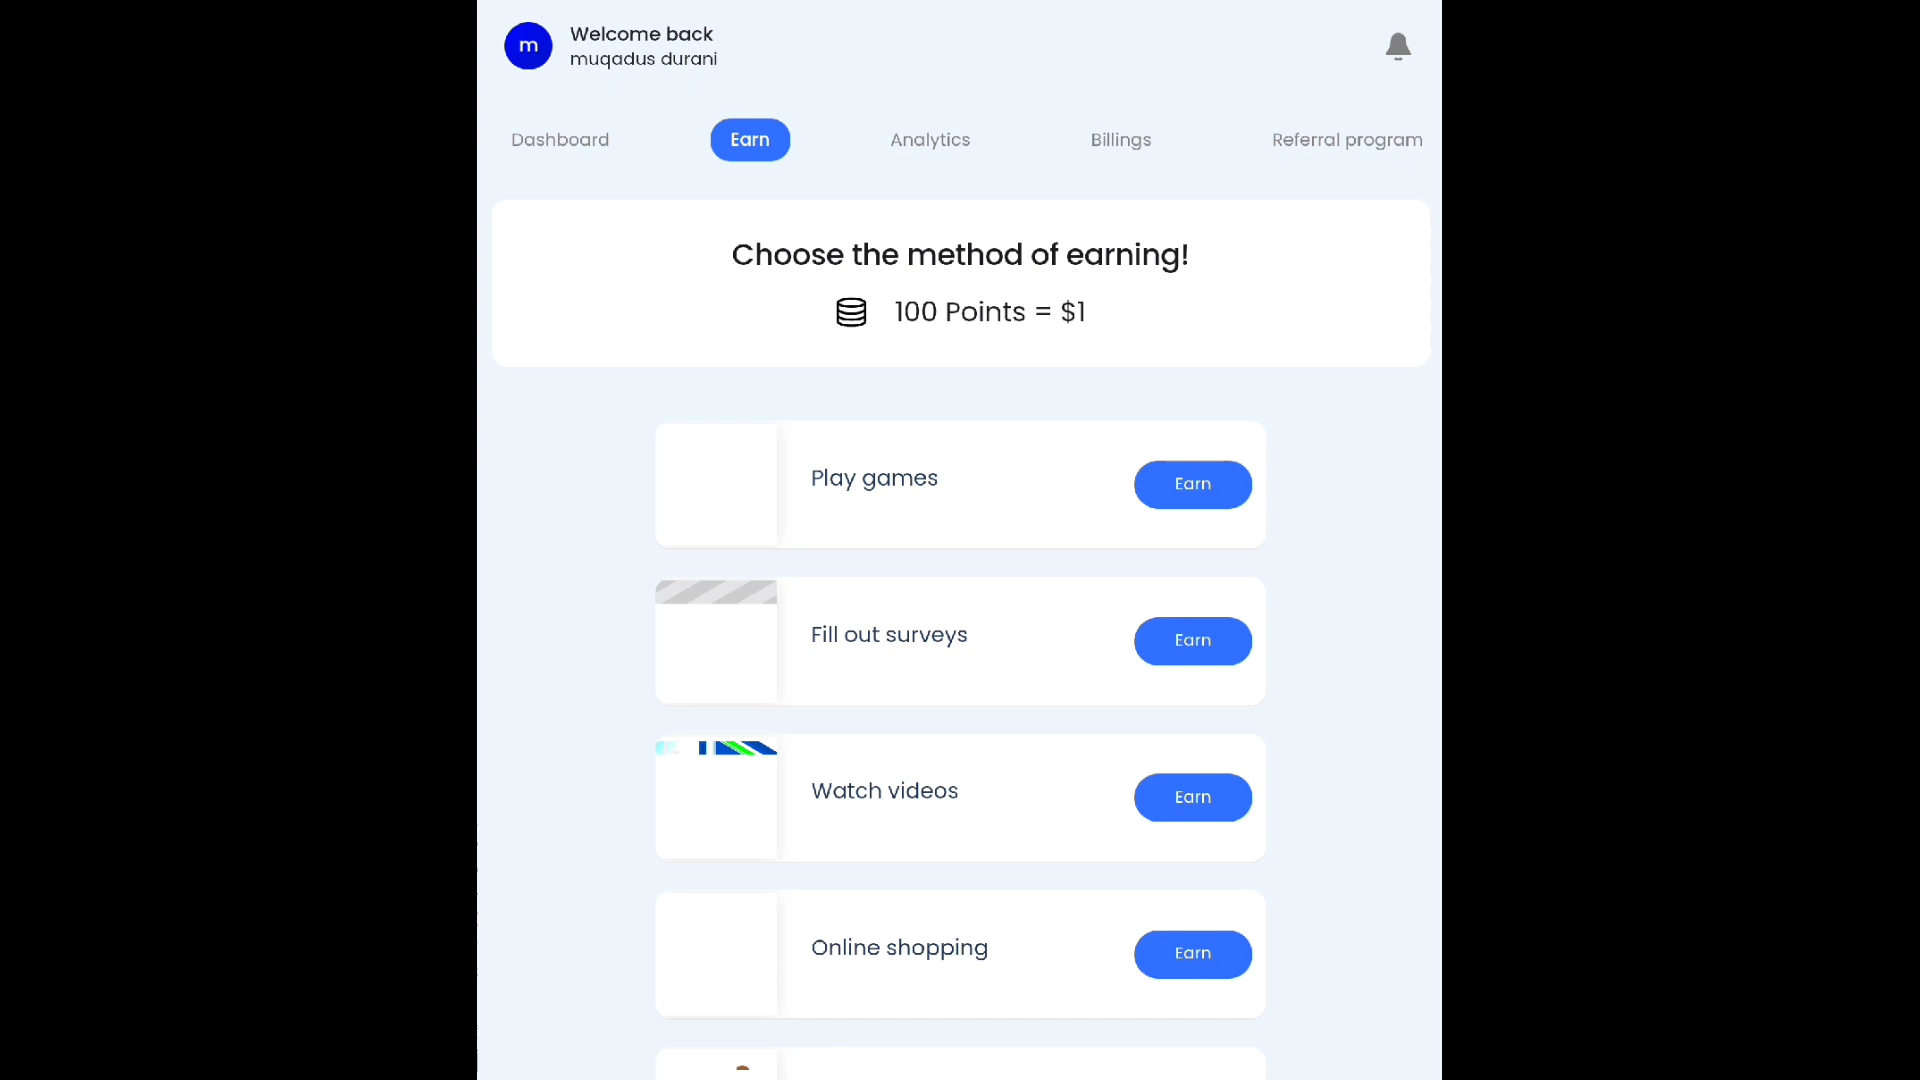 m
Welcome back
muqadus durani
Dashboard
Earn
Analytics
Billings
Referral program
Choose the method of earning!
100 Points = $1
Play games
Earn
Fill out surveys
Earn
Watch videos
Earn
Online shopping
Earn